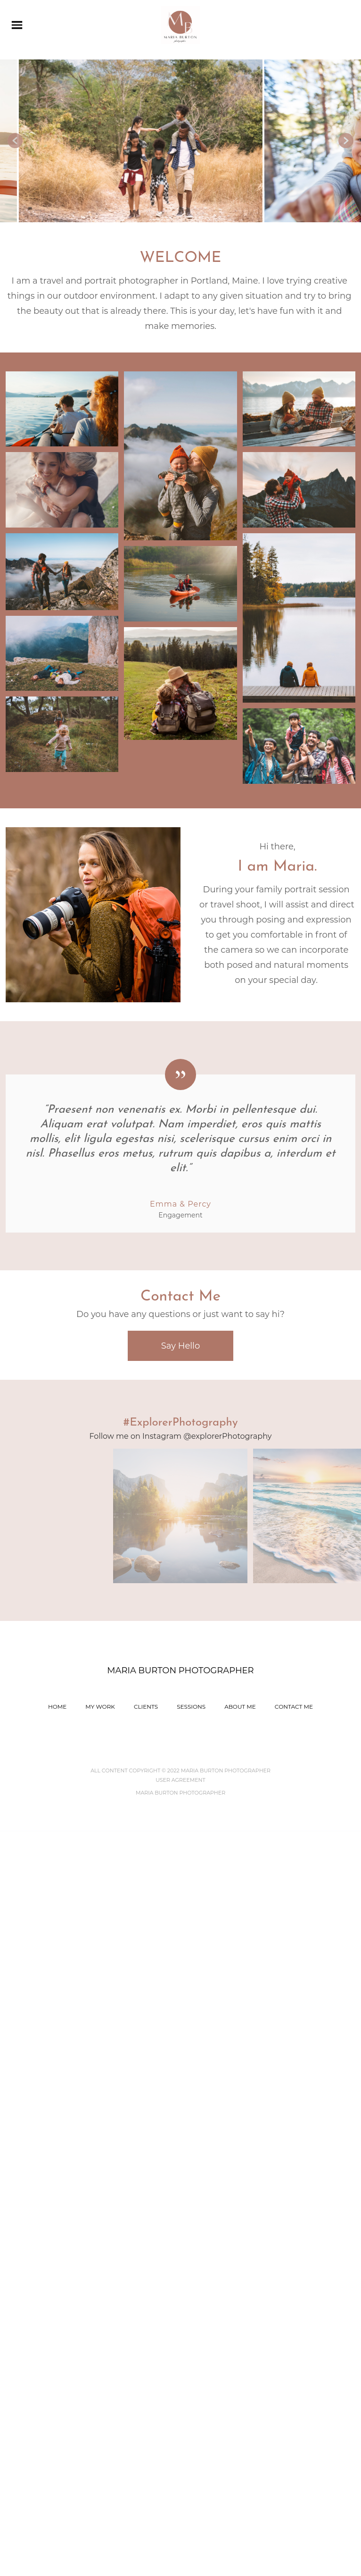 MARIA BURTON
WELCOME
I am a travel and portrait photographer in Portland, Maine. I love trying creative
things in our outdoor environment. I adapt to any given situation and try to bring
the beauty out that is already there. This is your day, let's have fun with it and
make memories.
Hi there,
I am Maria.
During your family portrait session
or travel shoot, I will assist and direct
you through posing and expression
to get you comfortable in front of
the camera so we can incorporate
both posed and natural moments
on your special day.
”
“Praesent non venenatis ex. Morbi in pellentesque dui.
Aliquam erat volutpat. Nam imperdiet, eros quis mattis
mollis, elit ligula egestas nisi, scelerisque cursus enim orci in
nisl. Phasellus eros metus, rutrum quis dapibus a, interdum et
elit.”
Emma & Percy
Engagement
Contact Me
Do you have any questions or just want to say hi?
Say Hello
#ExplorerPhotography
Follow me on Instagram @explorerPhotography
MARIA BURTON PHOTOGRAPHER
HOME MY WORK CLIENTS SESSIONS ABOUT ME CONTACT ME
ALL CONTENT COPYRIGHT © 2022 MARIA BURTON PHOTOGRAPHER
USER AGREEMENT
MARIA BURTON PHOTOGRAPHER